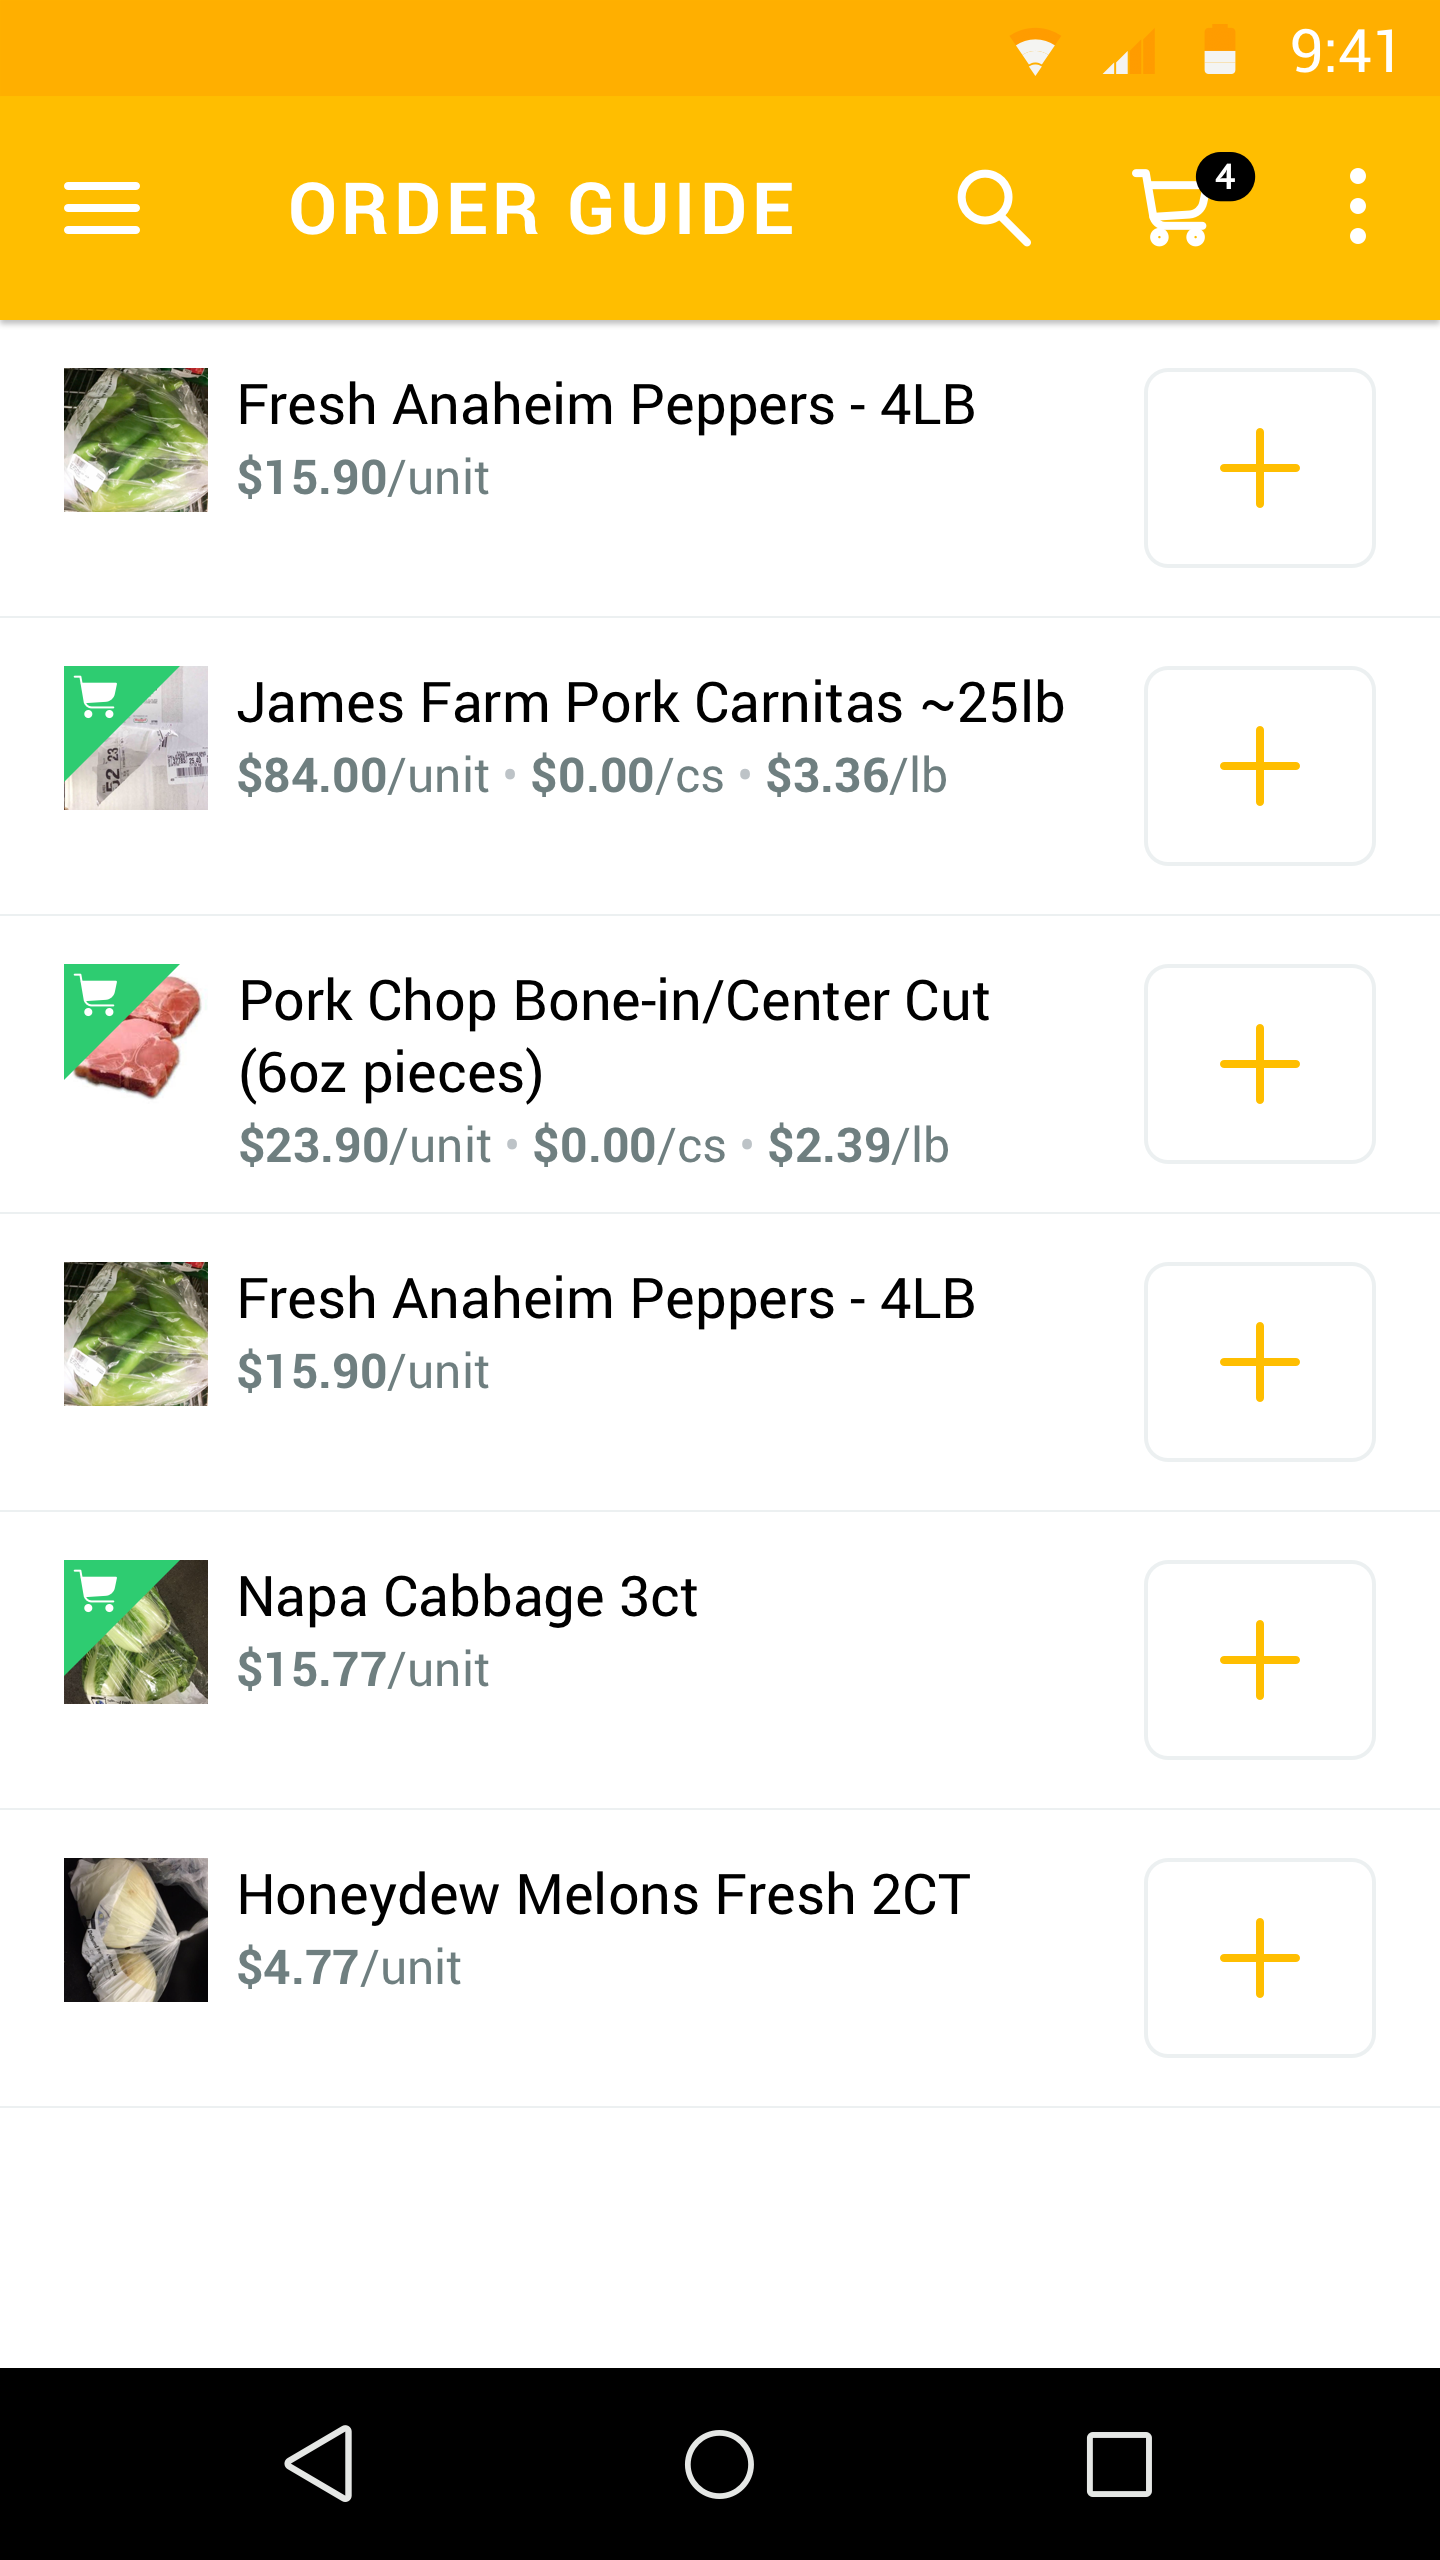 9:41
ORDER GUIDE
4
Fresh Anaheim Peppers - 4LB
$15.90/unit
James Farm Pork Carnitas ~25lb
$84.00/unit • $0.00/cs • $3.36/lb
Pork Chop Bone-in/Center Cut
(6oz pieces)
$23.90/unit • $0.00/cs • $2.39/lb
Fresh Anaheim Peppers - 4LB
$15.90/unit
Napa Cabbage 3ct
$15.77/unit
Honeydew Melons Fresh 2CT
$4.77/unit